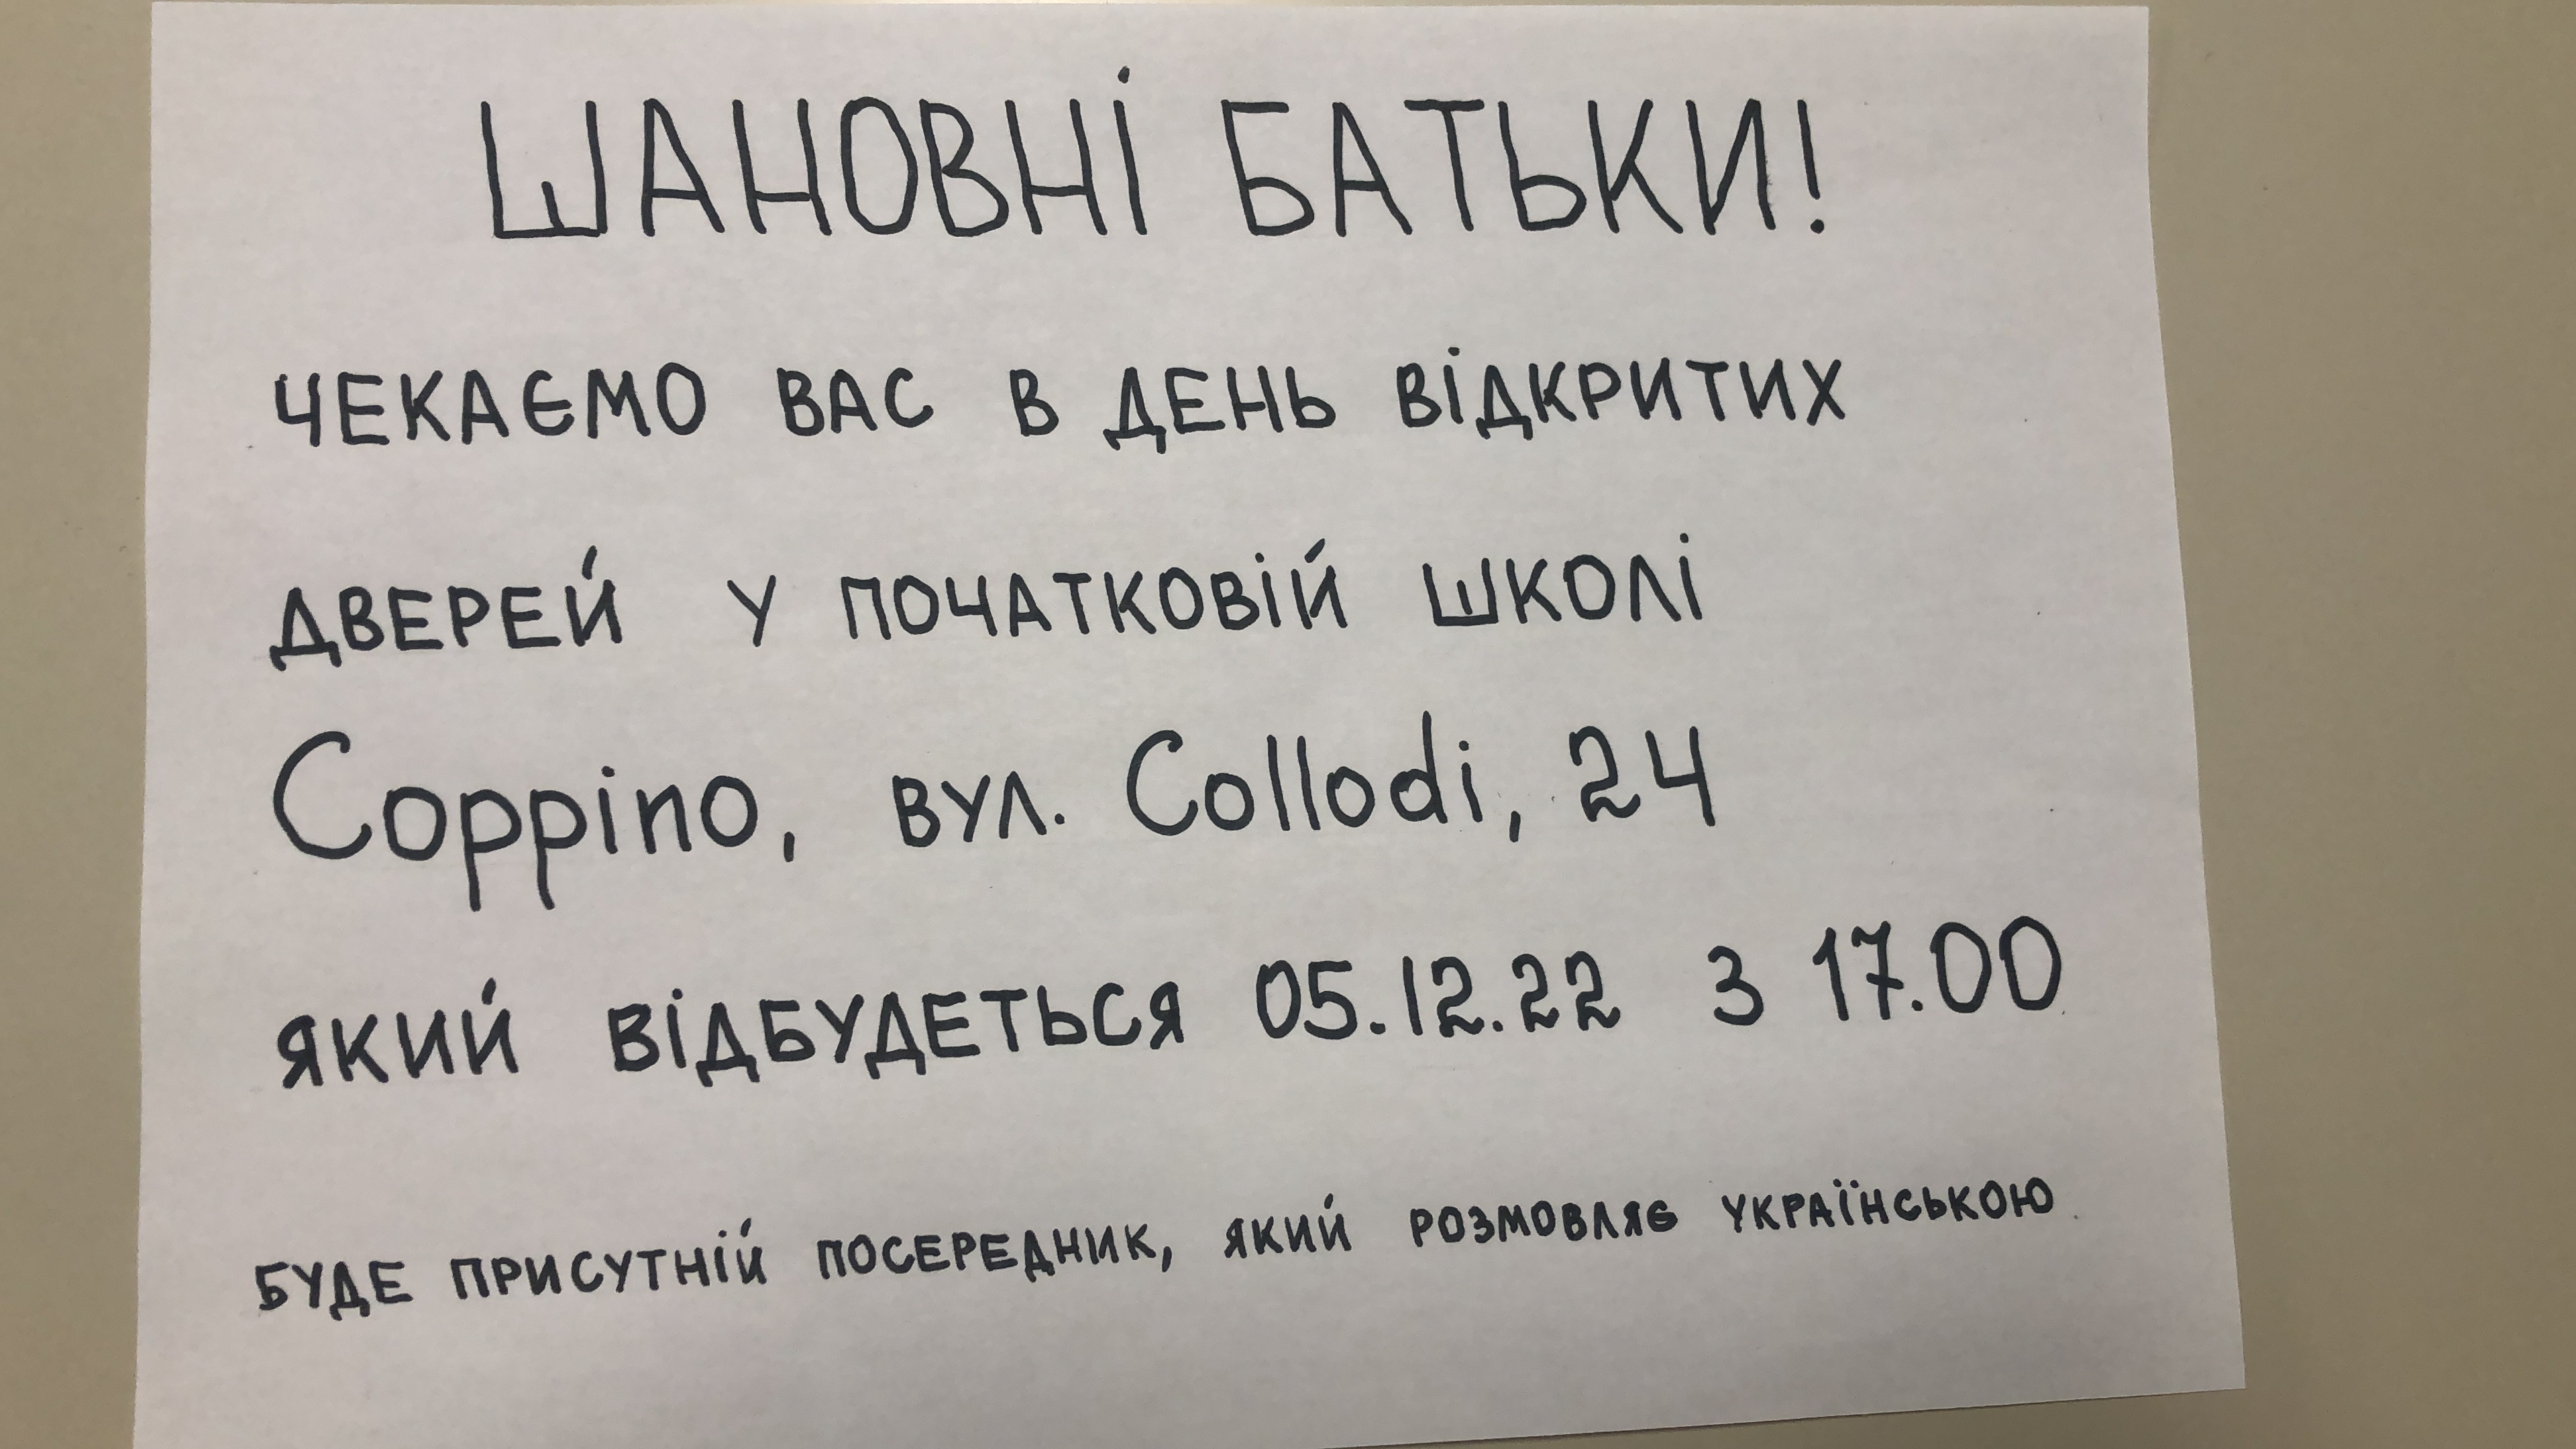 ШАНОВНІ БАТЬКИ!
ЧЕКАЄМО ВАС В ДЕНЬ ВІДКРИТИХ
ДВЕРЕЙ У ПОЧАТКОВІЙ ШКОЛІ
Coppino, вул. Collodi, 24
ЯКИЙ ВІДБУДЕТЬСЯ 05.12.22 З 17.00
БУДЕ ПРИСУТНІЙ ПОСЕРЕДНИК, ЯКИЙ РОЗМОВЛЯЄ УКРАЇНСЬКОЮ